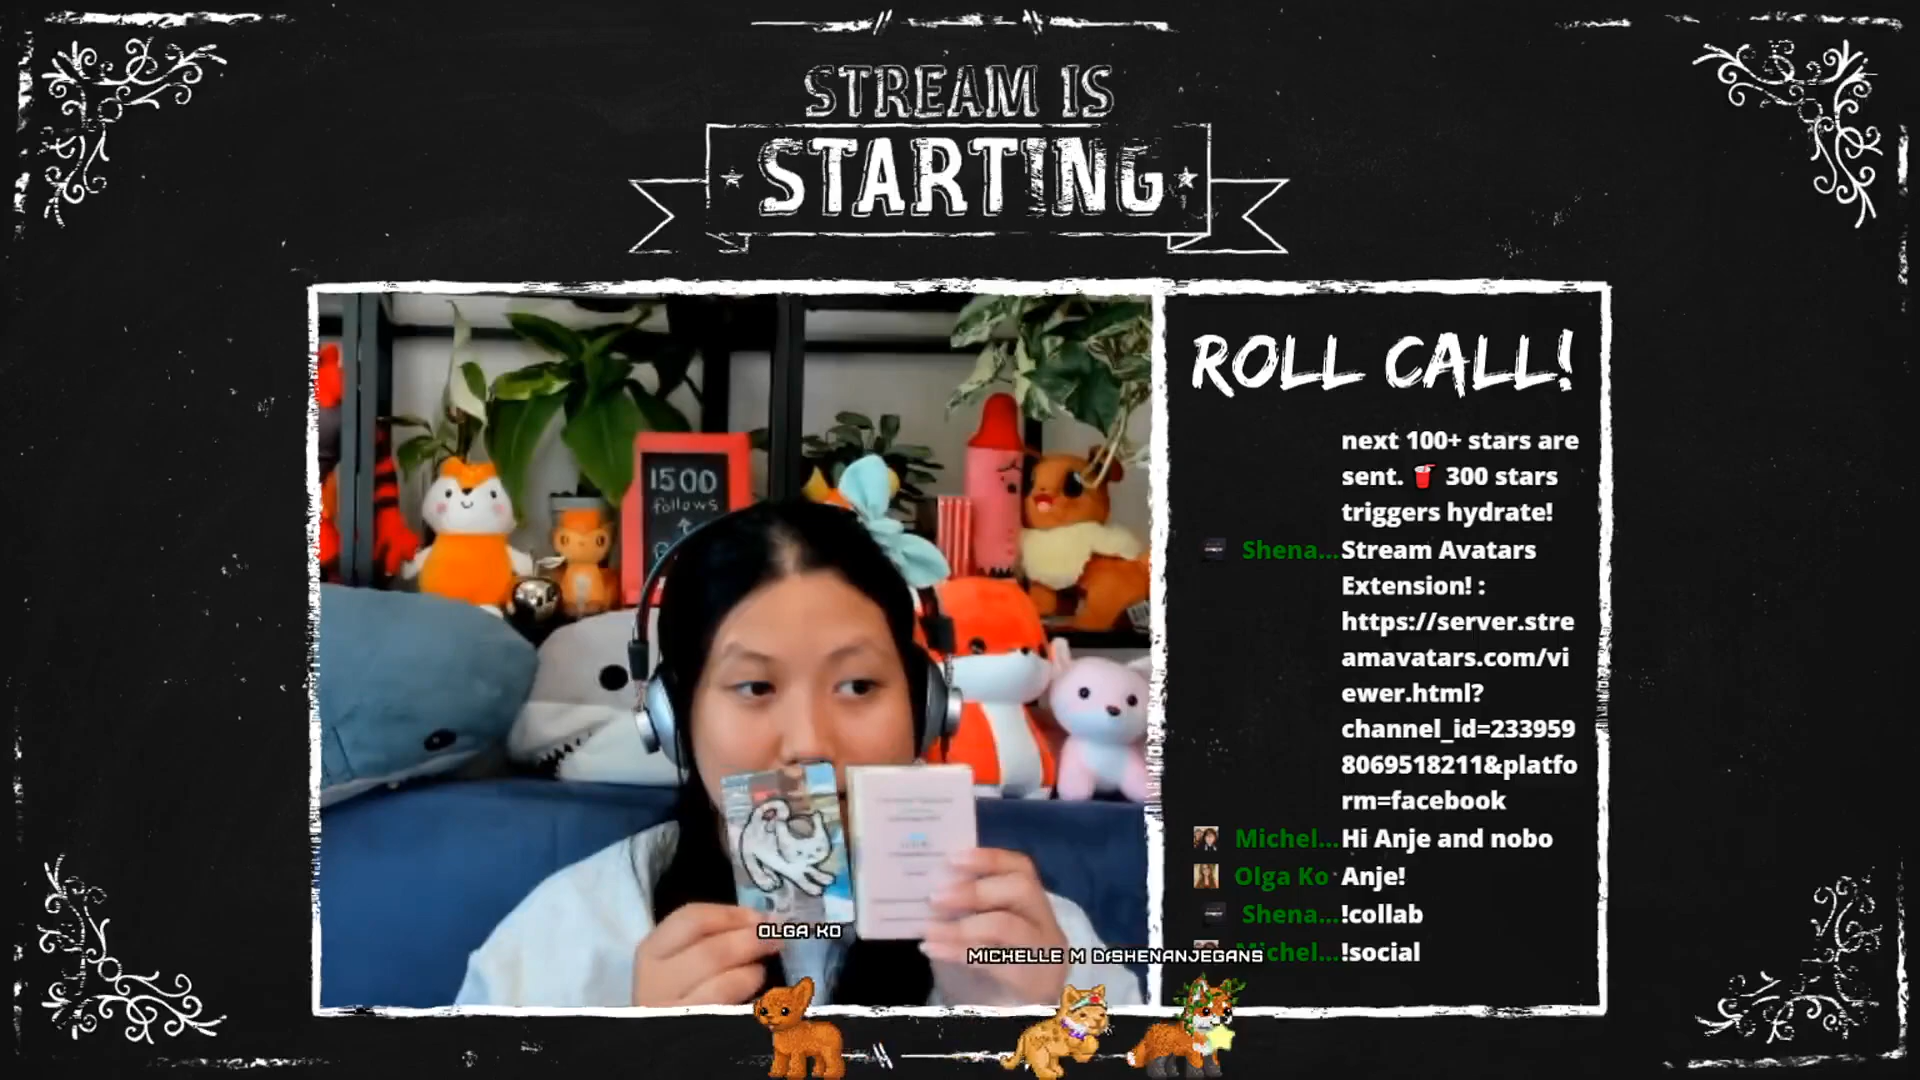 STREAM IS
STARTING
ROLL CALL!
1500
follows
next 100+ stars are
sent. 🥤 300 stars
triggers hydrate!
Shena... Stream Avatars
Extension! :
https://server.stre
amavatars.com/vi
ewer.html?
channel_id=233959
8069518211&platfo
rm=facebook
Michel... Hi Anje and nobo
Olga Ko Anje!
Shena... !collab
Michel... !social
OLGA KO
MICHELLE M
SHENANJEGANS